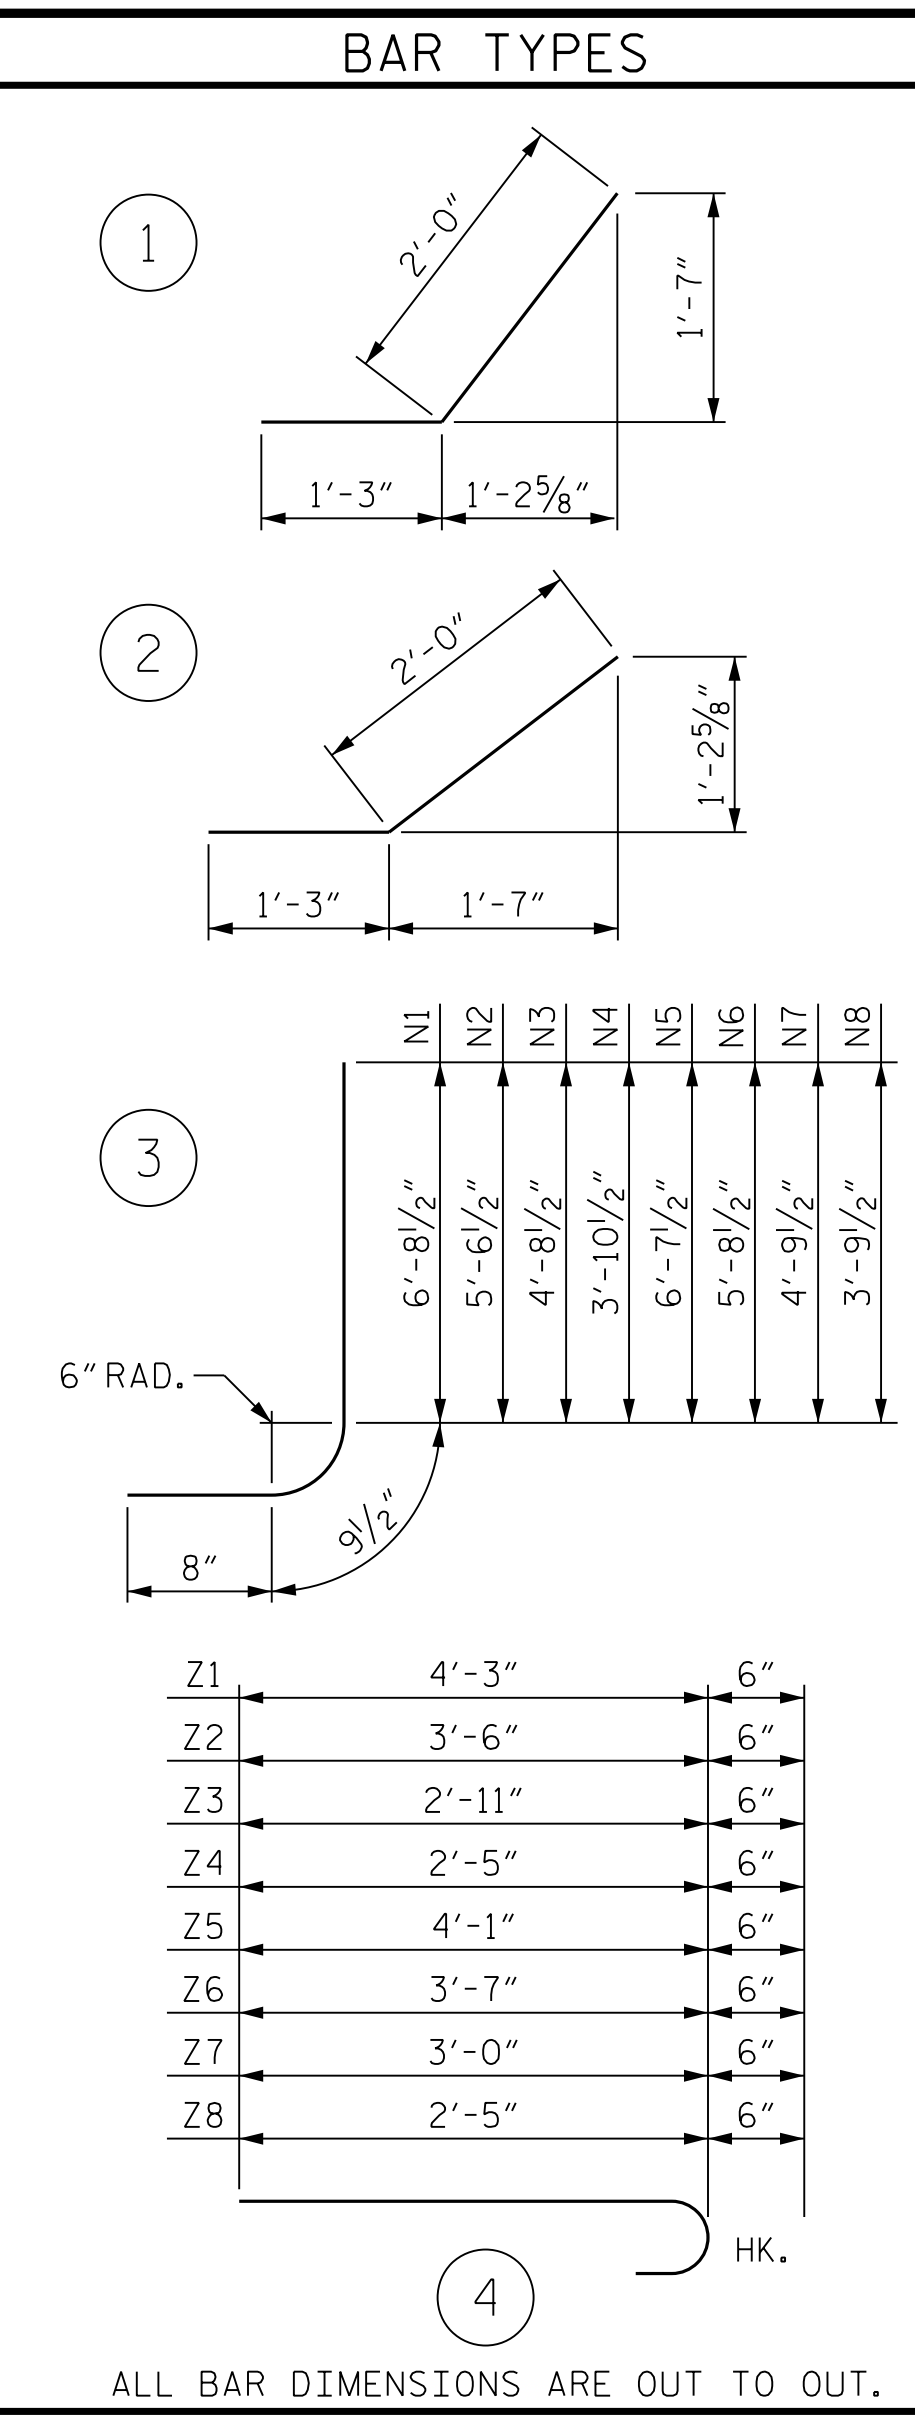 BAR TYPES
1
2'-0"
1'-7"
1'-3"
1'-2⅝"
2
2'-0"
1'-2⅝"
1'-3"
1'-7"
3
N1 N2 N3 N4 N5 N6 N7 N8
6'-8½" 5'-6½" 4'-8½" 3'-10½" 6'-7½" 5'-8½" 4'-9½" 3'-9½"
6" RAD.
9½"
8"
Z1 4'-3" 6"
Z2 3'-6" 6"
Z3 2'-11" 6"
Z4 2'-5" 6"
Z5 4'-1" 6"
Z6 3'-7" 6"
Z7 3'-0" 6"
Z8 2'-5" 6"
HK.
4
ALL BAR DIMENSIONS ARE OUT TO OUT.